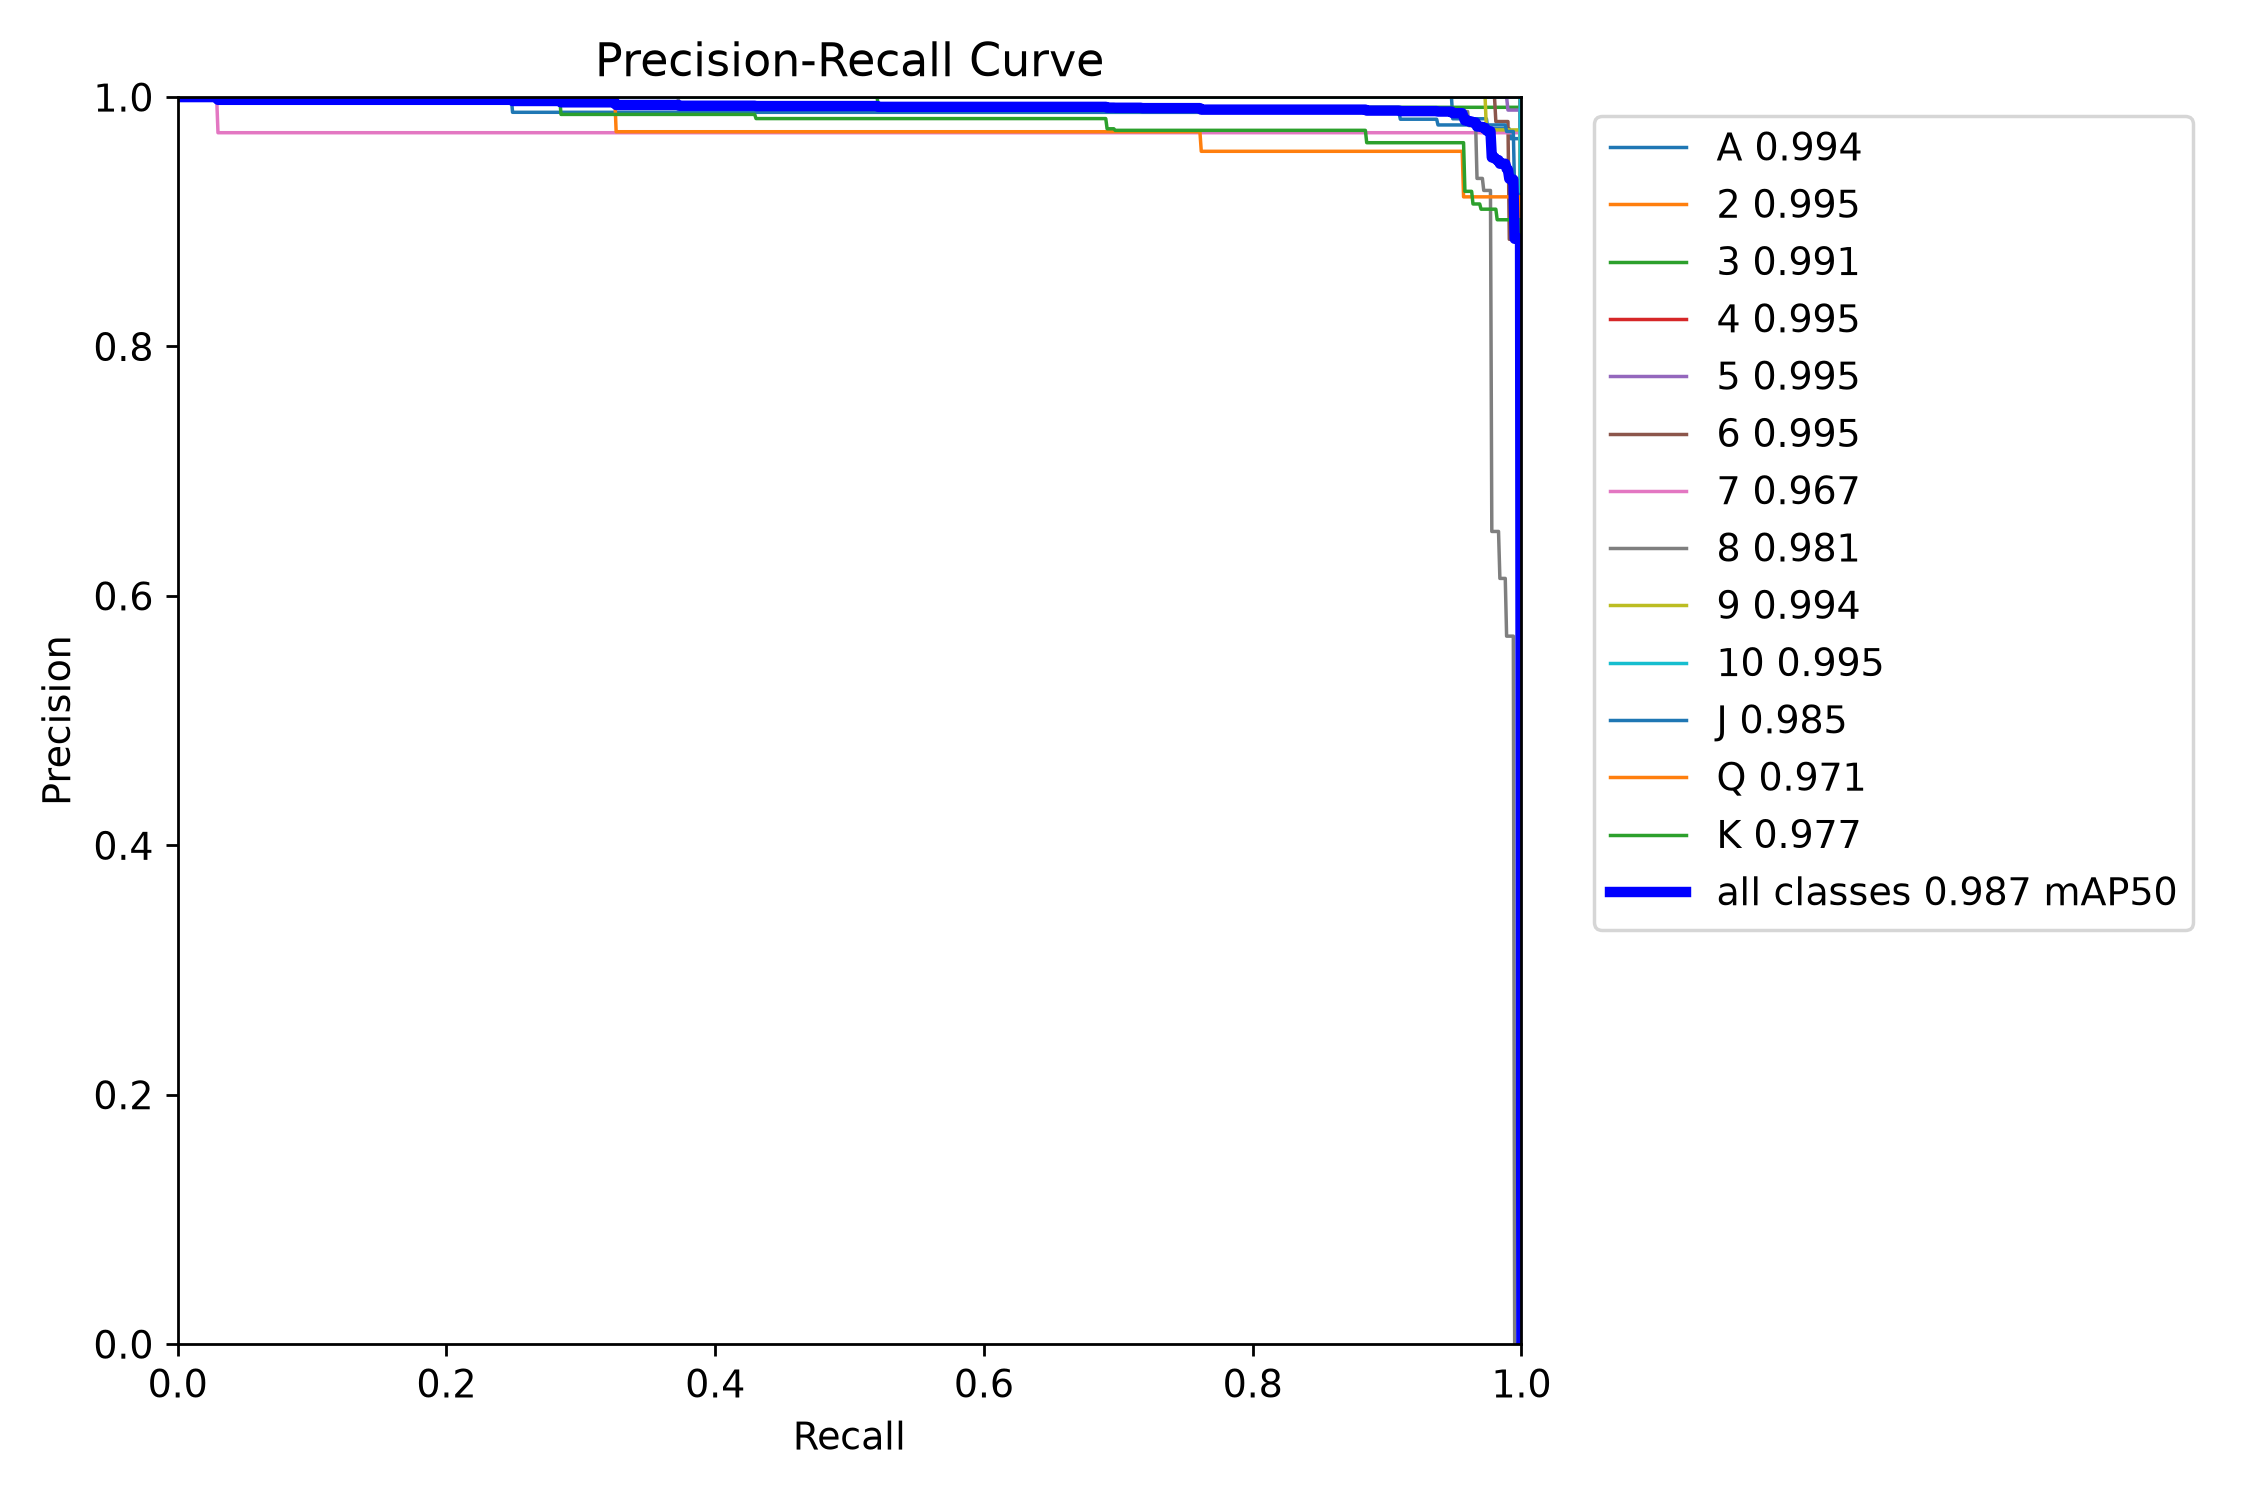 Precision-Recall Curve
1.0
0.8
0.6
0.4
0.2
0.0
Precision
0.0 0.2 0.4 0.6 0.8 1.0
Recall
A 0.994
2 0.995
3 0.991
4 0.995
5 0.995
6 0.995
7 0.967
8 0.981
9 0.994
10 0.995
J 0.985
Q 0.971
K 0.977
all classes 0.987 mAP50